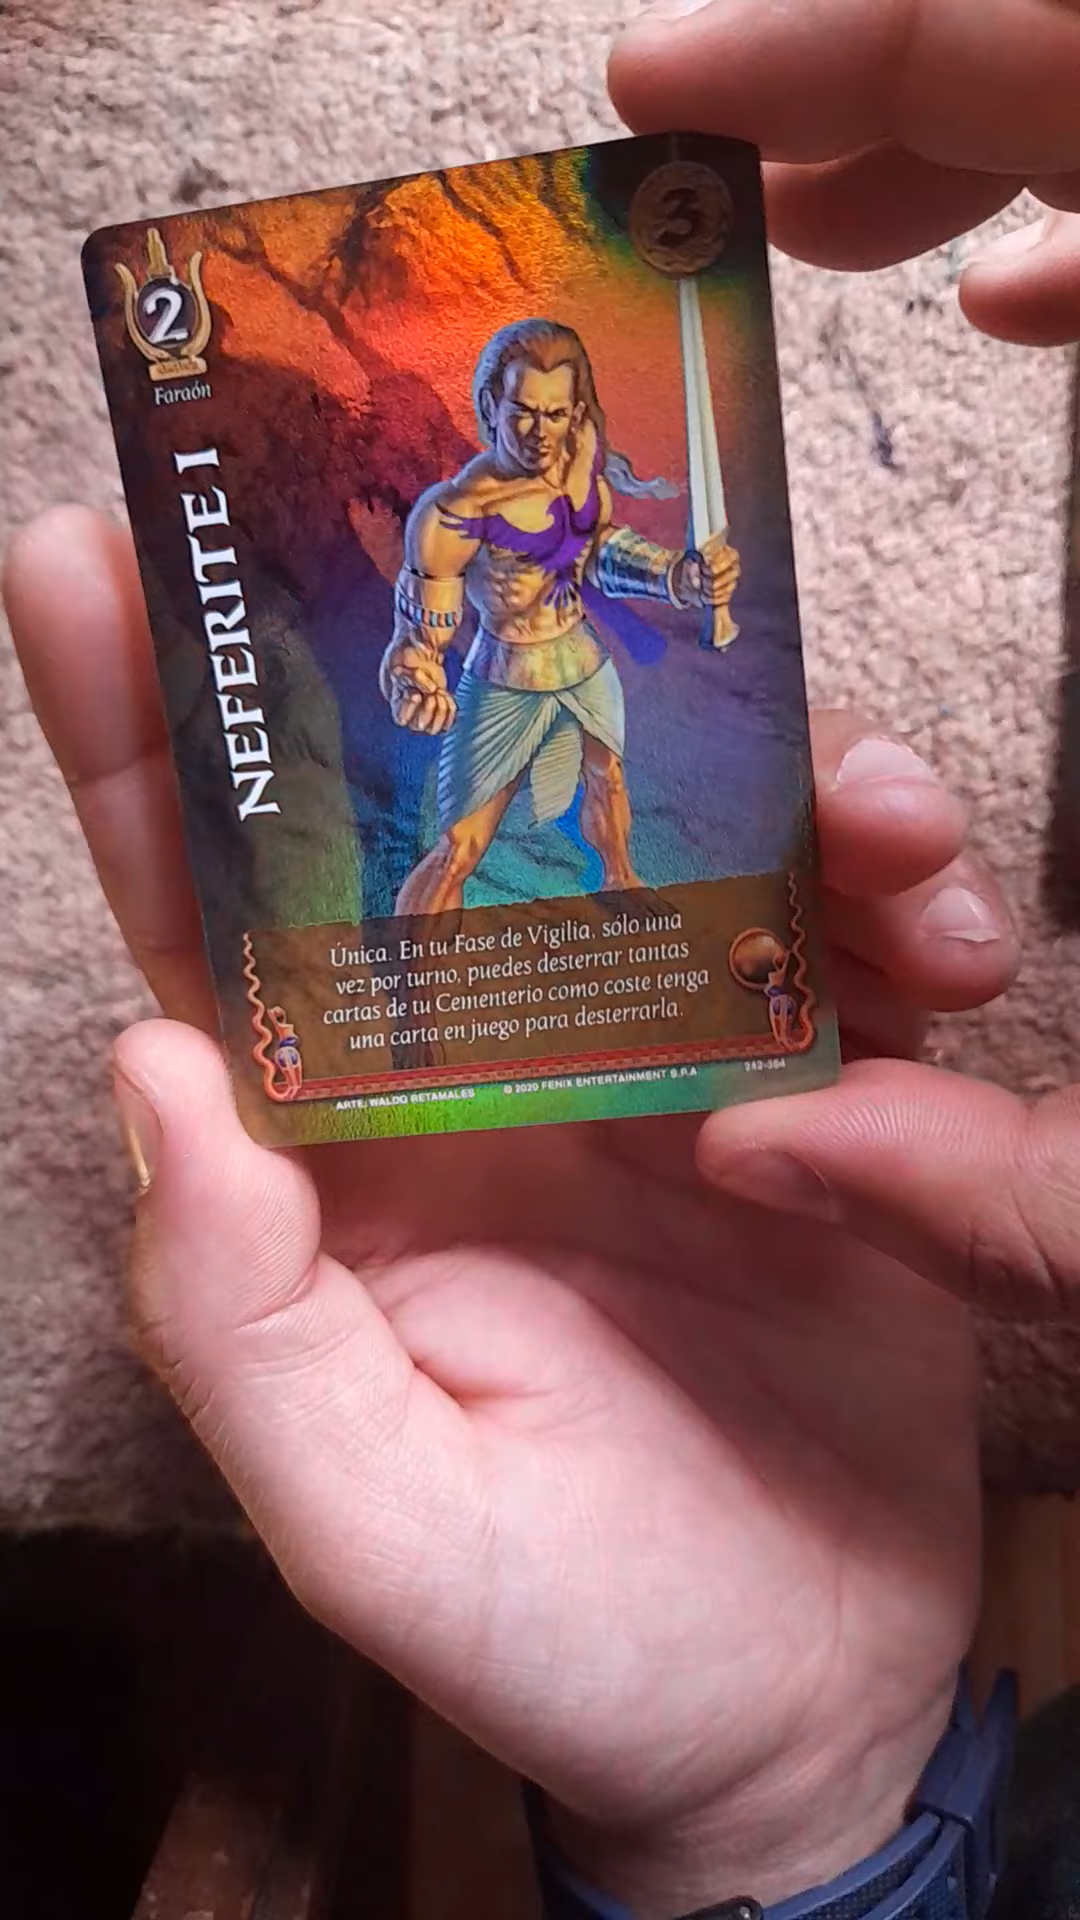 3
2
Faraón
NEFERITE I
Única. En tu Fase de Vigilia, sólo una
vez por turno, puedes desterrar tantas
cartas de tu Cementerio como coste tenga
una carta en juego para desterrarla.
ARTE: WALDO RETAMALES © 2020 FENIX ENTERTAINMENT S.P.A